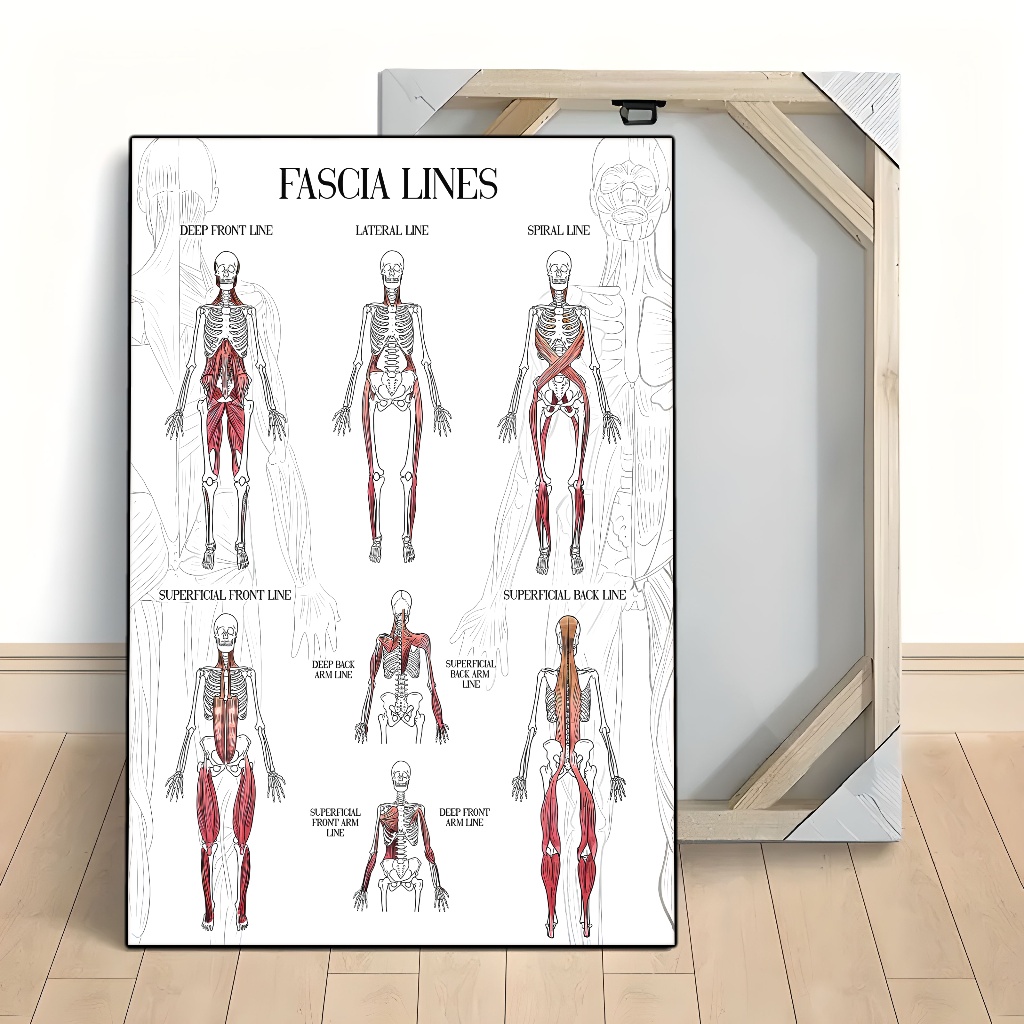 FASCIA LINES
DEEP FRONT LINE
LATERAL LINE
SPIRAL LINE
SUPERFICIAL FRONT LINE
SUPERFICIAL BACK LINE
DEEP BACK
ARM LINE
SUPERFICIAL
BACK ARM
LINE
SUPERFICIAL
FRONT ARM
LINE
DEEP FRONT
ARM LINE